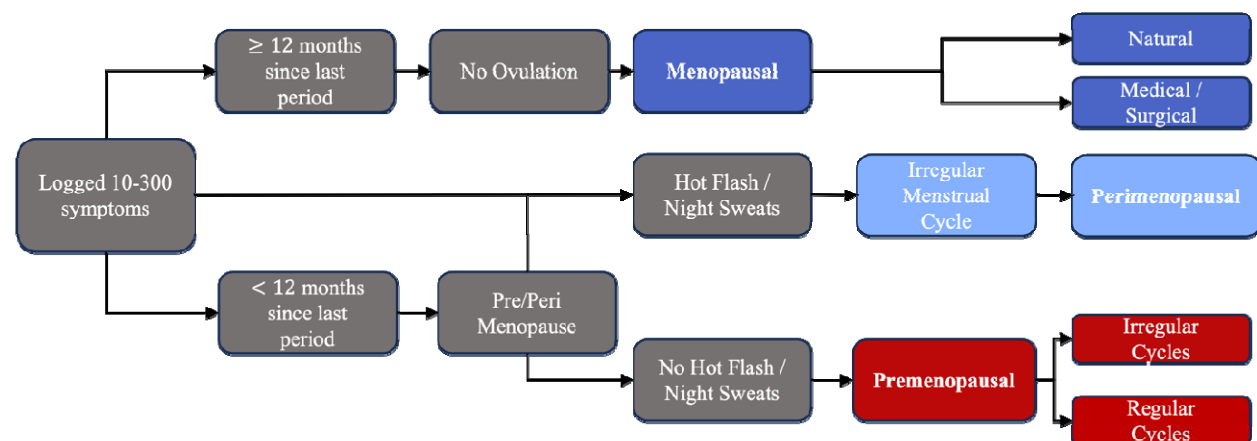 ≥ 12 months
since last
period
No Ovulation
Menopausal
Natural
Medical /
Surgical
Logged 10-300
symptoms
Hot Flash /
Night Sweats
Irregular
Menstrual
Cycle
Perimenopausal
< 12 months
since last
period
Pre/Peri
Menopause
No Hot Flash /
Night Sweats
Premenopausal
Irregular
Cycles
Regular
Cycles